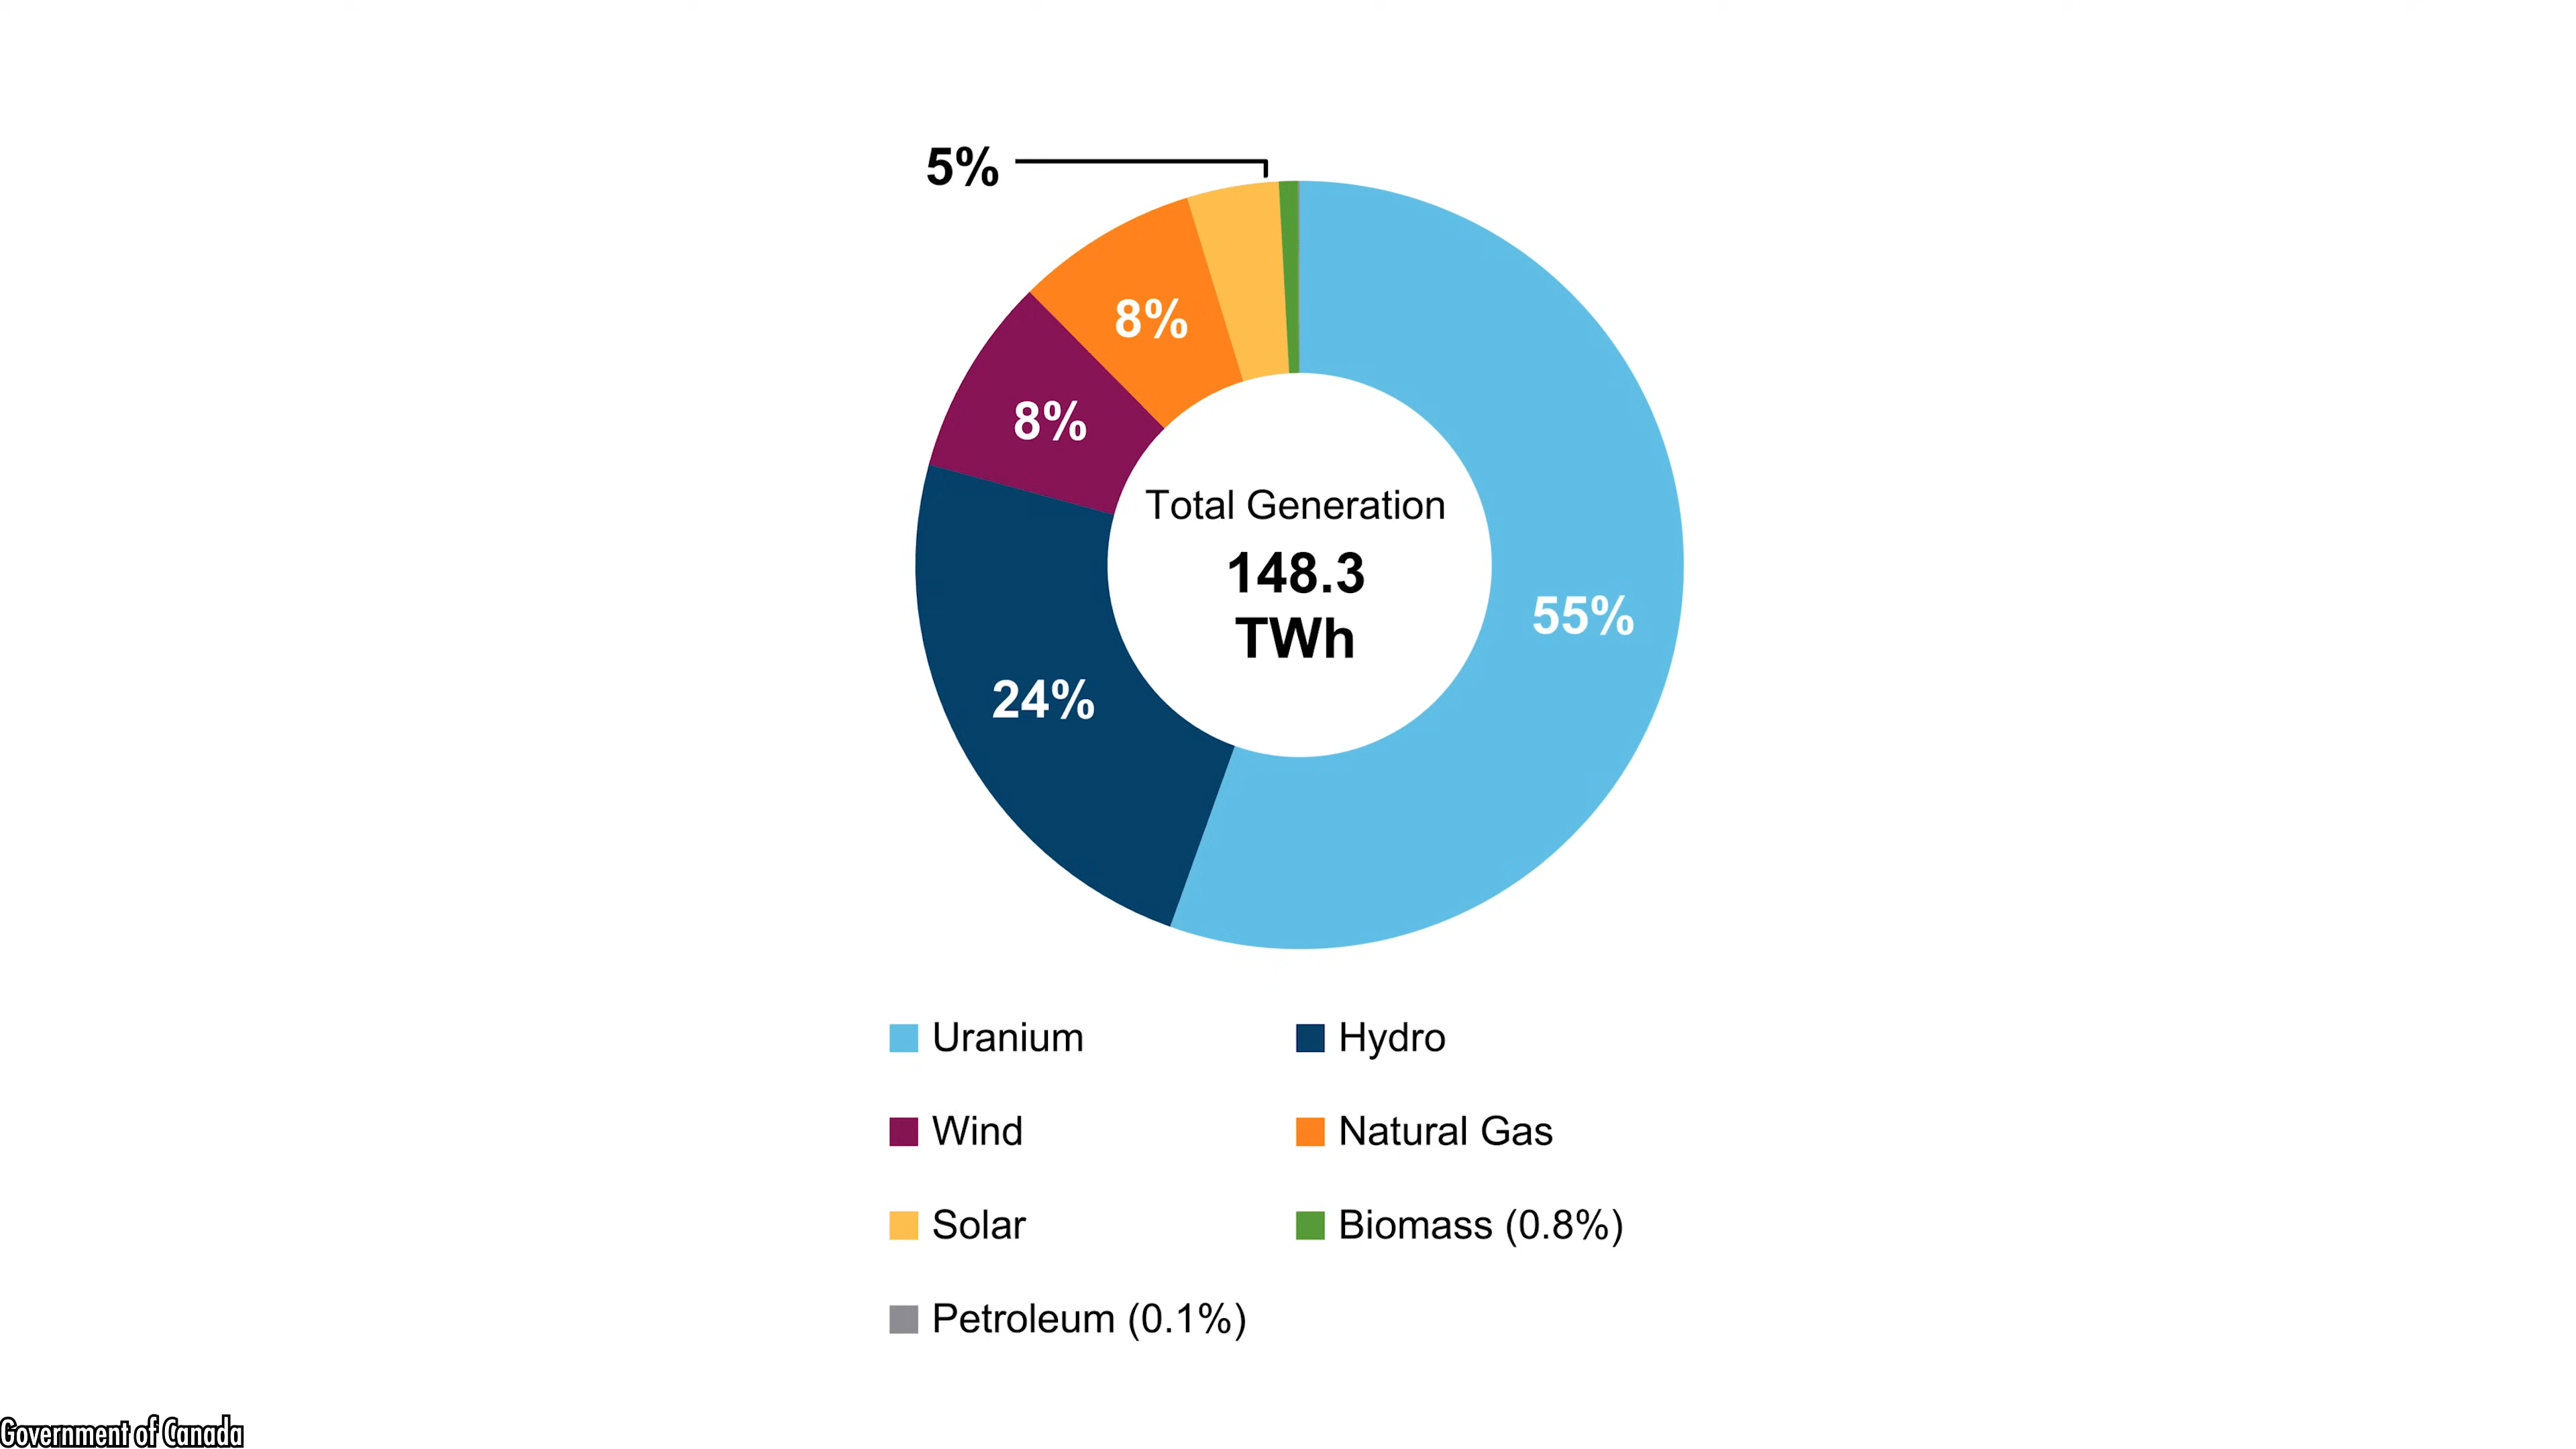 5%
8%
8%
Total Generation
148.3
TWh
55%
24%
Uranium
Hydro
Wind
Natural Gas
Solar
Biomass (0.8%)
Petroleum (0.1%)
Government of Canada